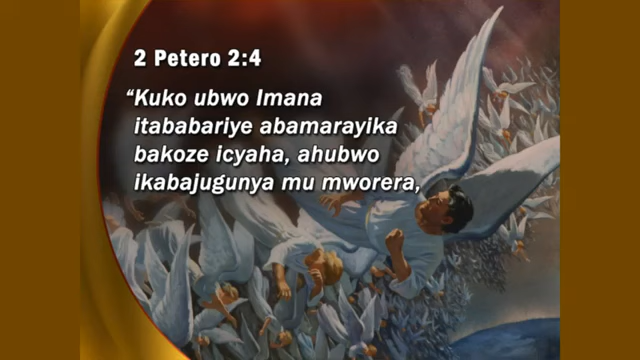 2 Petero 2:4
“Kuko ubwo Imana
itababariye abamarayika
bakoze icyaha, ahubwo
ikabajugunya mu mworera,